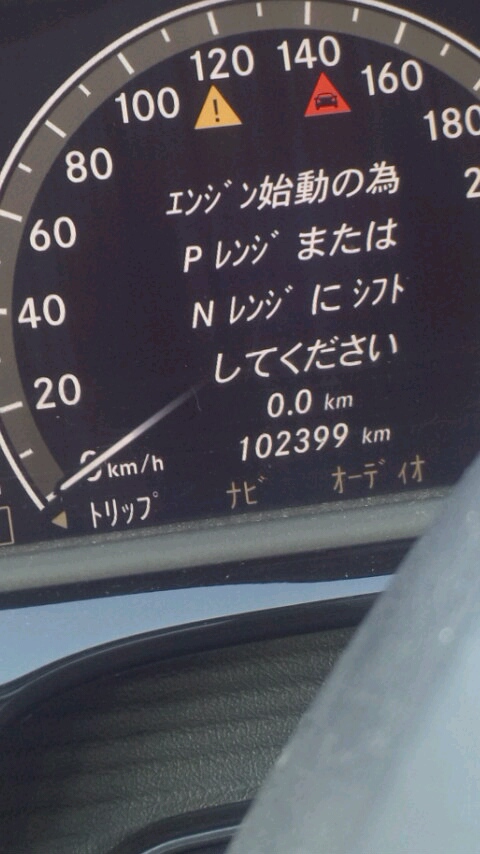 120 140
100 160
80 180
60
40
20
ｴﾝｼﾞﾝ始動の為
P ﾚﾝｼﾞ または
N ﾚﾝｼﾞ に ｼﾌﾄ
してください
0.0 km
102399 km
km/h
ﾄﾘｯﾌﾟ ﾅﾋﾞ ｵｰﾃﾞｨｵ